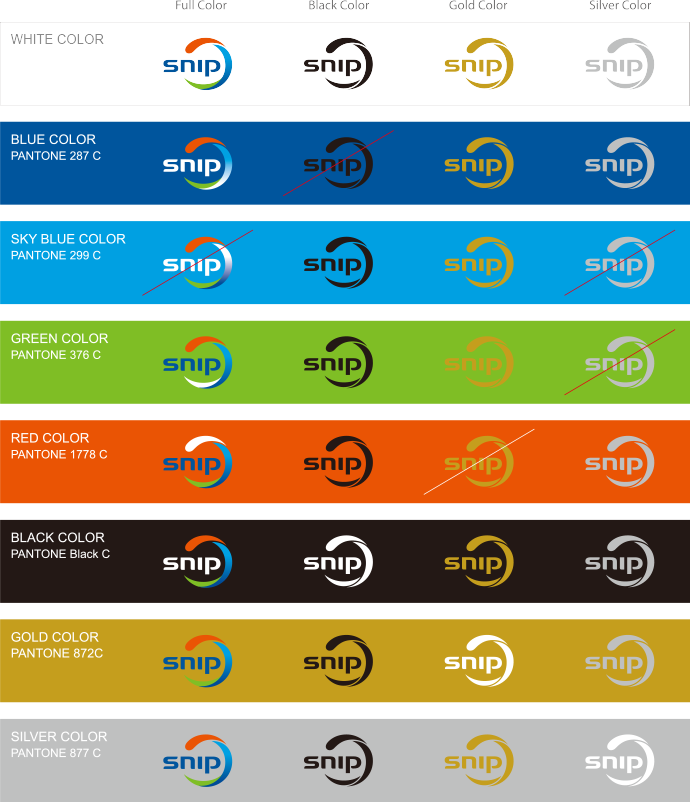 Full Color Black Color Gold Color Silver Color
WHITE COLOR
snip snip snip snip
BLUE COLOR
PANTONE 287 C
snip snip snip snip
SKY BLUE COLOR
PANTONE 299 C
snip snip snip snip
GREEN COLOR
PANTONE 376 C
snip snip snip snip
RED COLOR
PANTONE 1778 C
snip snip snip snip
BLACK COLOR
PANTONE Black C
snip snip snip snip
GOLD COLOR
PANTONE 872C
snip snip snip snip
SILVER COLOR
PANTONE 877 C
snip snip snip snip